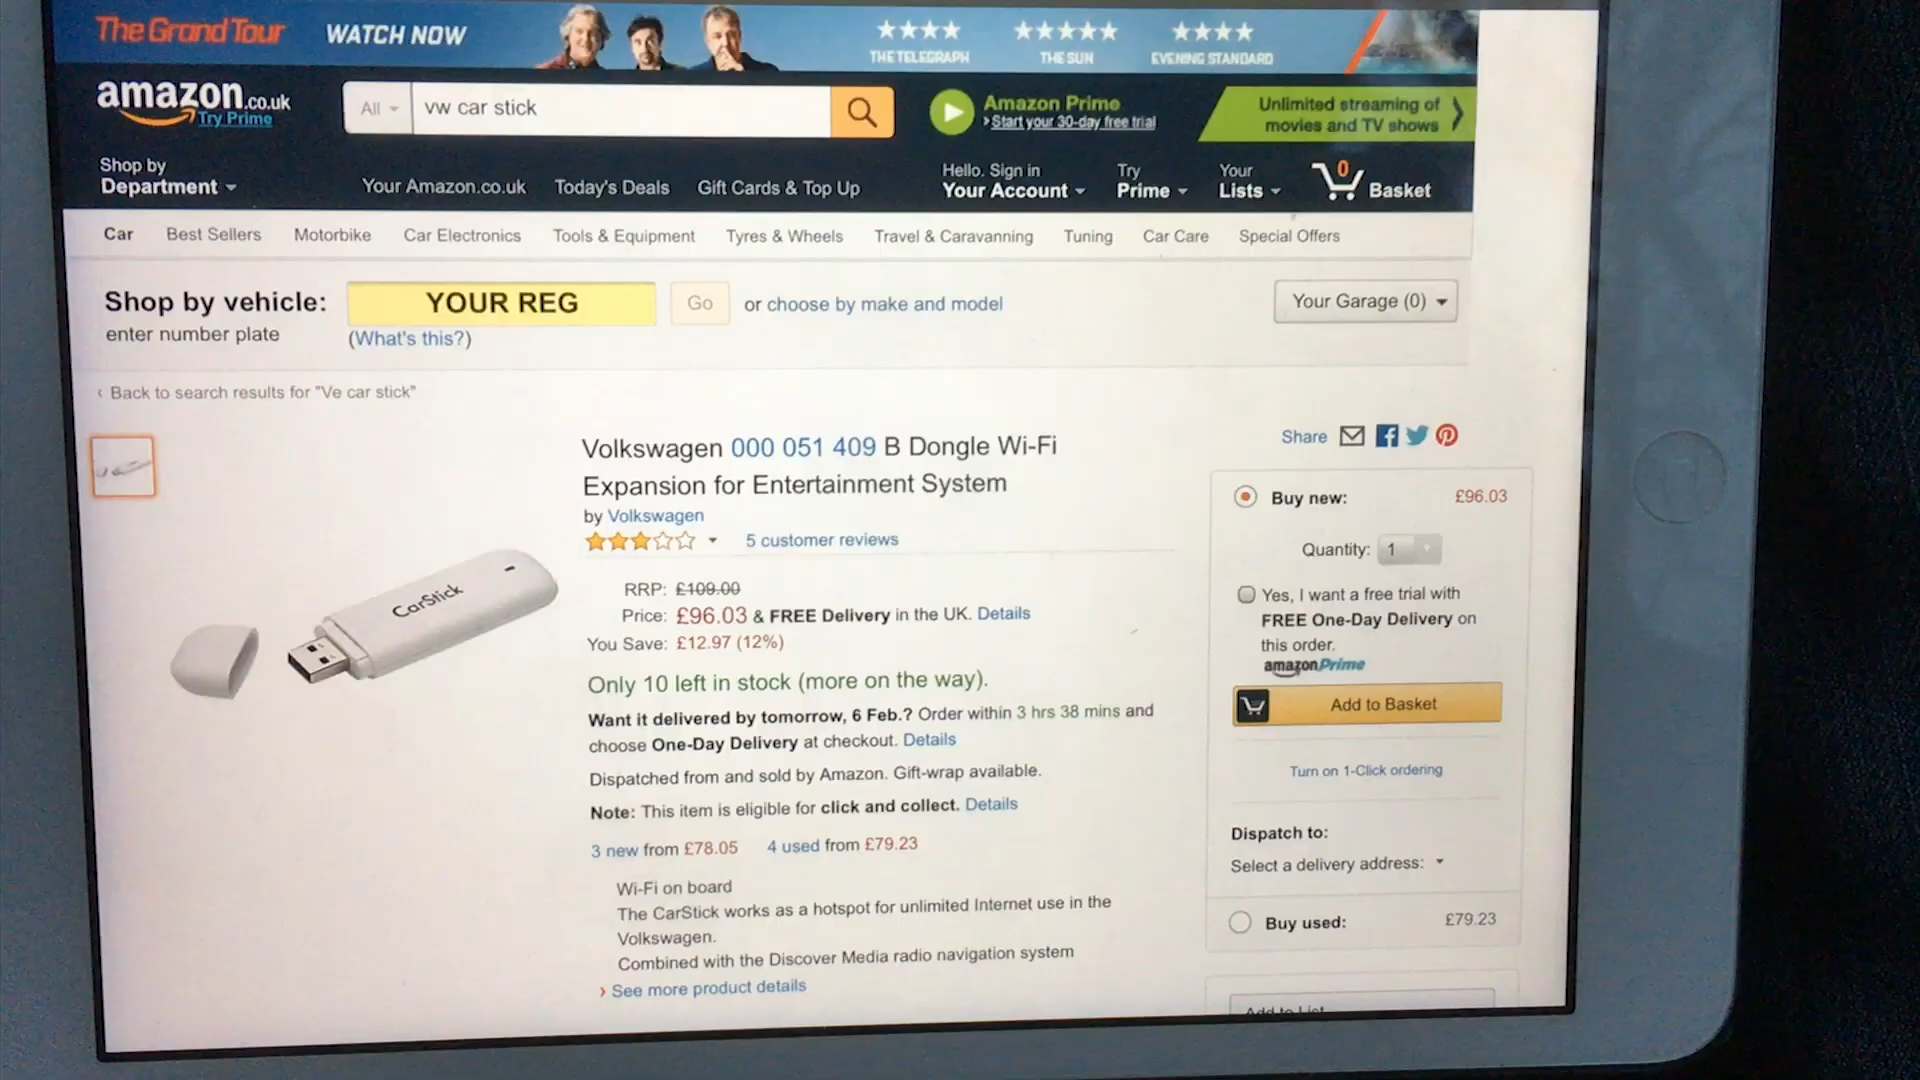 The Grand Tour WATCH NOW
★★★★ ★★★★★ ★★★★
THE TELEGRAPH THE SUN EVENING STANDARD
amazon.co.uk
Try Prime
All vw car stick
Amazon Prime
Start your 30-day free trial
Unlimited streaming of
movies and TV shows
Shop by
Department
Your Amazon.co.uk Today's Deals Gift Cards & Top Up
Hello. Sign in
Your Account
Try
Prime
Your
Lists
0
Basket
Car Best Sellers Motorbike Car Electronics Tools & Equipment Tyres & Wheels Travel & Caravanning Tuning Car Care Special Offers
Shop by vehicle: YOUR REG Go or choose by make and model Your Garage (0)
enter number plate (What's this?)
‹ Back to search results for "Ve car stick"
CarStick
Volkswagen 000 051 409 B Dongle Wi-Fi
Expansion for Entertainment System
by Volkswagen
5 customer reviews
RRP: £109.00
Price: £96.03 & FREE Delivery in the UK. Details
You Save: £12.97 (12%)
Only 10 left in stock (more on the way).
Want it delivered by tomorrow, 6 Feb.? Order within 3 hrs 38 mins and
choose One-Day Delivery at checkout. Details
Dispatched from and sold by Amazon. Gift-wrap available.
Note: This item is eligible for click and collect. Details
3 new from £78.05 4 used from £79.23
Wi-Fi on board
The CarStick works as a hotspot for unlimited Internet use in the
Volkswagen.
Combined with the Discover Media radio navigation system
› See more product details
Share
Buy new: £96.03
Quantity: 1
Yes, I want a free trial with
FREE One-Day Delivery on
this order.
amazonPrime
Add to Basket
Turn on 1-Click ordering
Dispatch to:
Select a delivery address:
Buy used: £79.23
Add to List